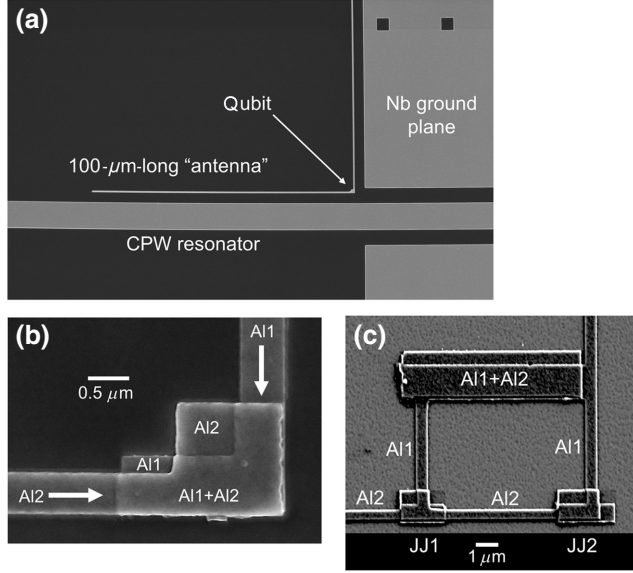 (a)
Qubit
Nb ground
plane
100-μm-long “antenna”
CPW resonator
(b)
Al1
0.5 μm
Al2
Al1
Al2
Al1+Al2
(c)
Al1+Al2
Al1
Al1
Al2
Al2
JJ1
1 μm
JJ2